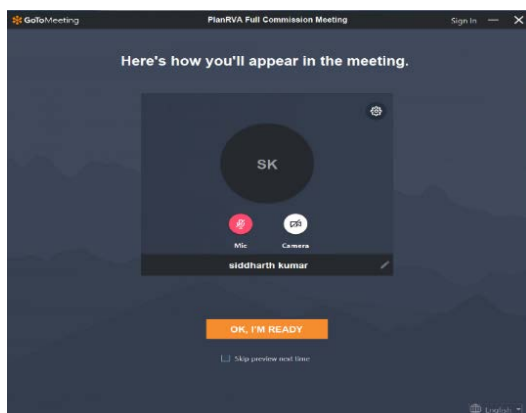 GoToMeeting
PlanRVA Full Commission Meeting
Sign In
Here's how you'll appear in the meeting.
SK
Mic
Camera
siddharth kumar
OK, I'M READY
Skip preview next time
English